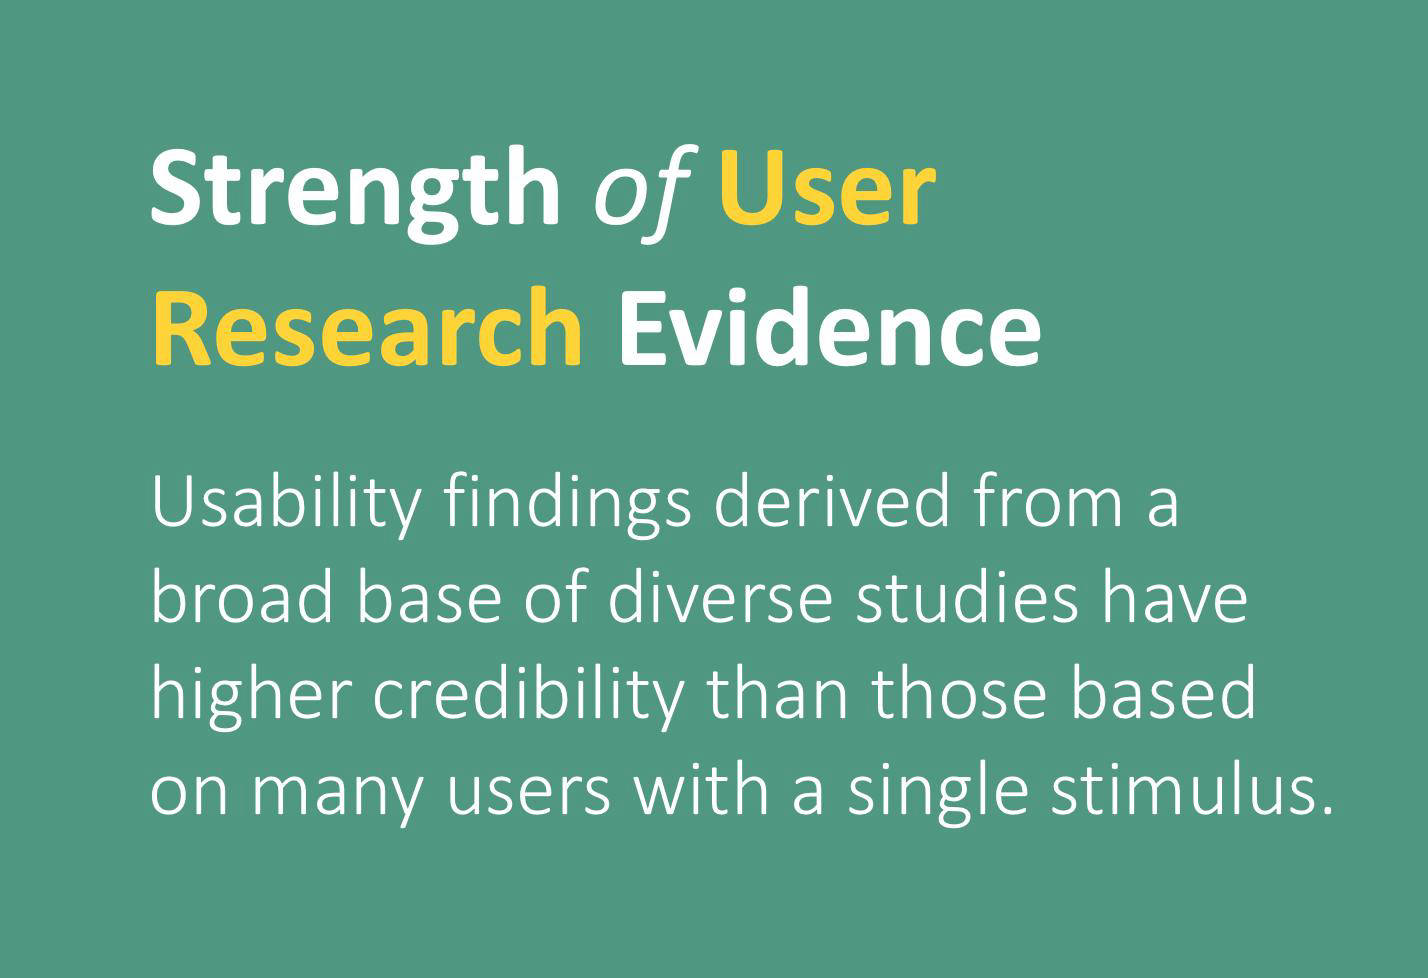 Strength of User
Research Evidence
Usability findings derived from a
broad base of diverse studies have
higher credibility than those based
on many users with a single stimulus.